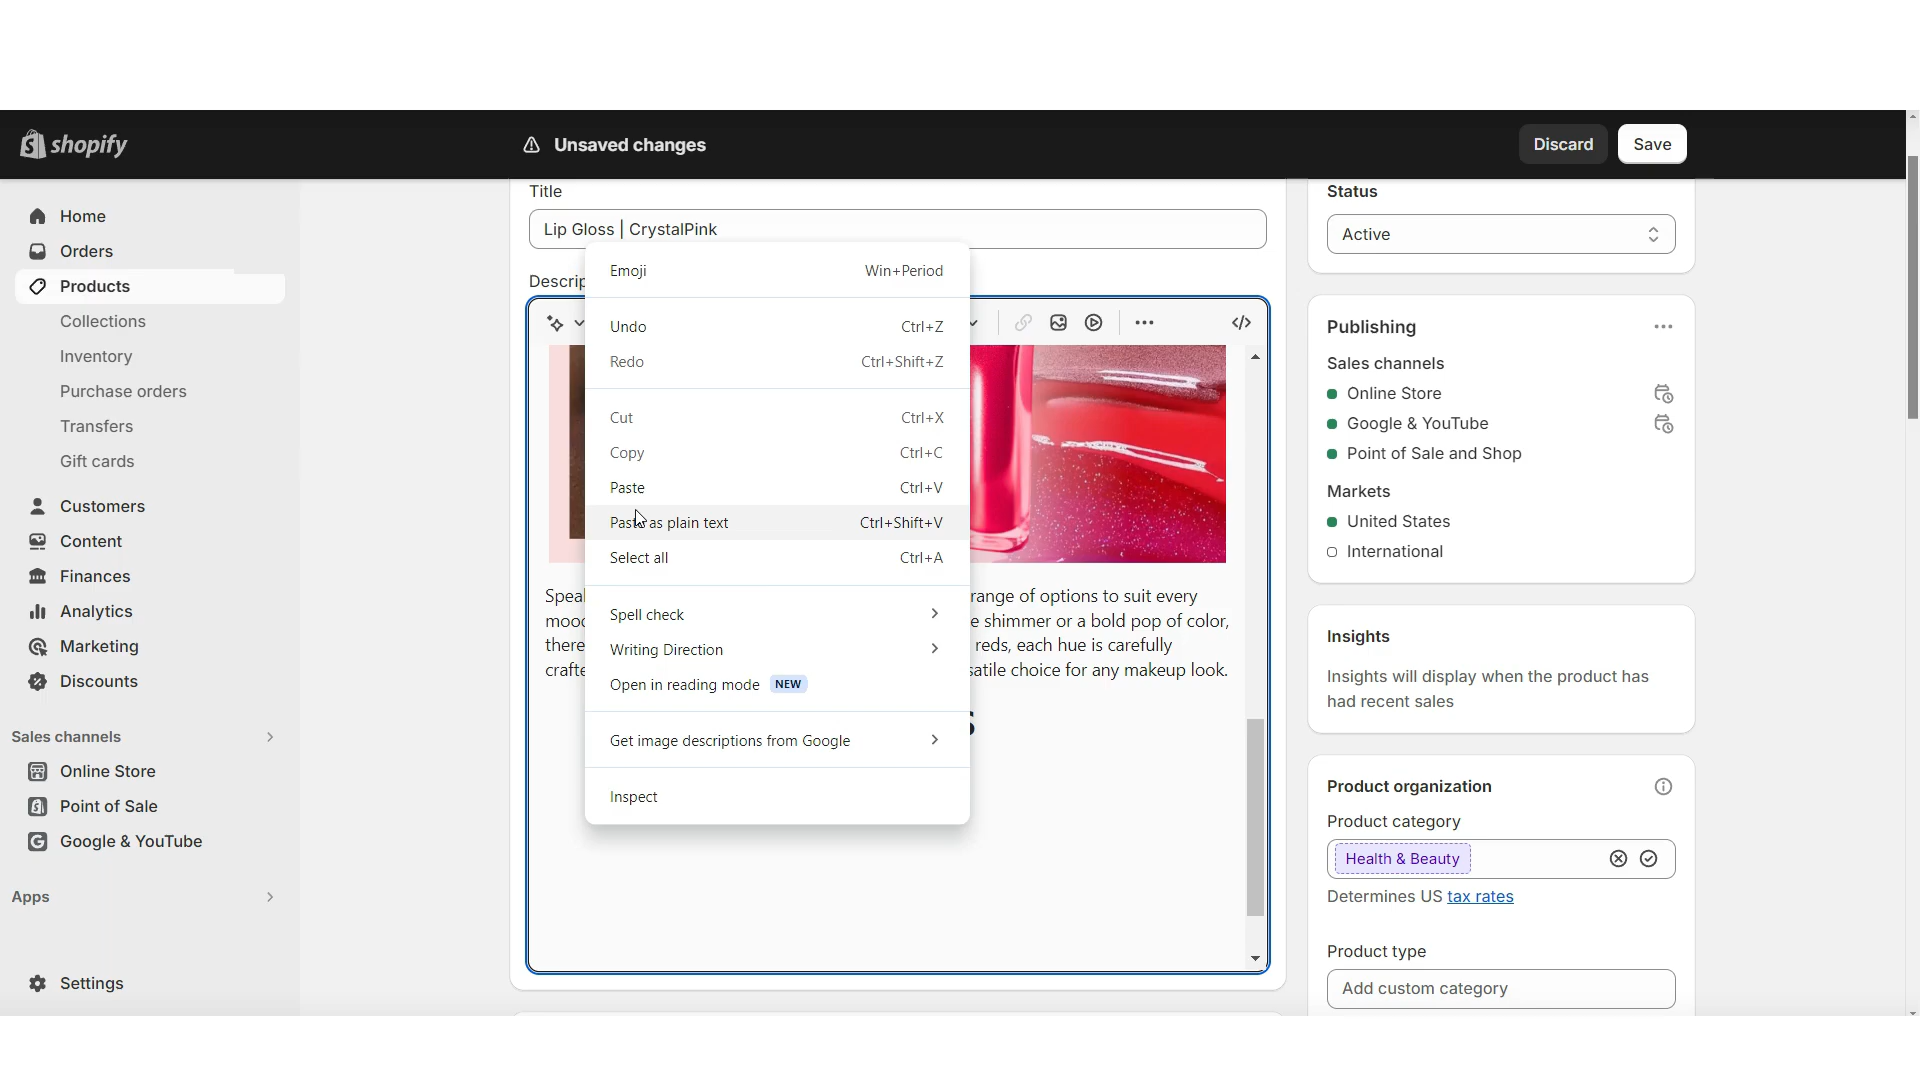 shopify
Unsaved changes
Discard
Save
Home
Orders
Products
Collections
Inventory
Purchase orders
Transfers
Gift cards
Customers
Content
Finances
Analytics
Marketing
Discounts
Sales channels
Online Store
Point of Sale
Google & YouTube
Apps
Settings
Title
Lip Gloss | CrystalPink
Descrip
Emoji Win+Period
Undo Ctrl+Z
Redo Ctrl+Shift+Z
Cut Ctrl+X
Copy Ctrl+C
Paste Ctrl+V
Paste as plain text Ctrl+Shift+V
Select all Ctrl+A
Spell check
Writing Direction
Open in reading mode NEW
Get image descriptions from Google
Inspect
range of options to suit every
shimmer or a bold pop of color,
there reds, each hue is carefully
choice for any makeup look.
Status
Active
Publishing
Sales channels
Online Store
Google & YouTube
Point of Sale and Shop
Markets
United States
International
Insights
Insights will display when the product has
had recent sales
Product organization
Product category
Health & Beauty
Determines US tax rates
Product type
Add custom category